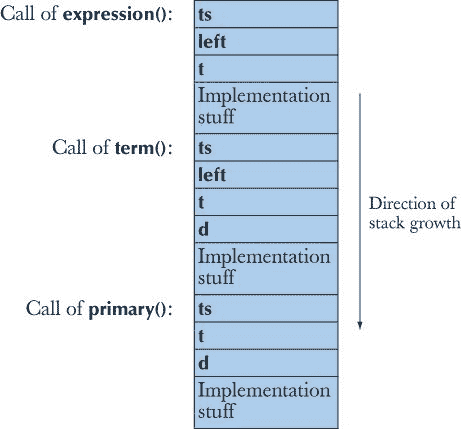 Call of expression(): ts
left
t
Implementation
stuff
Call of term(): ts
left
t
d
Implementation
stuff
Direction of
stack growth
Call of primary(): ts
t
d
Implementation
stuff